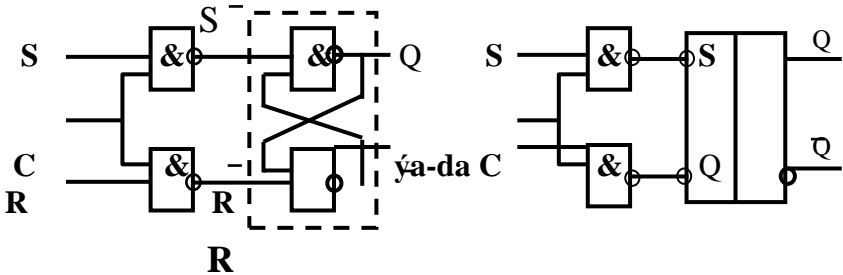 S̄
S & & Q S & S Q
C & R̄ ýa-da C & Q Q̄
R
R